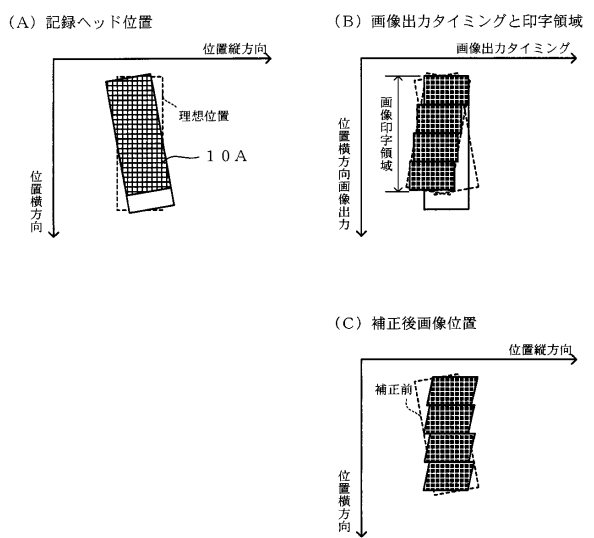 (A)記録ヘッド位置
位置縦方向
理想位置
10A
位置横方向
(B)画像出力タイミングと印字領域
画像出力タイミング
画像印字領域
位置横方向画像出力
(C)補正後画像位置
位置縦方向
補正前
位置横方向